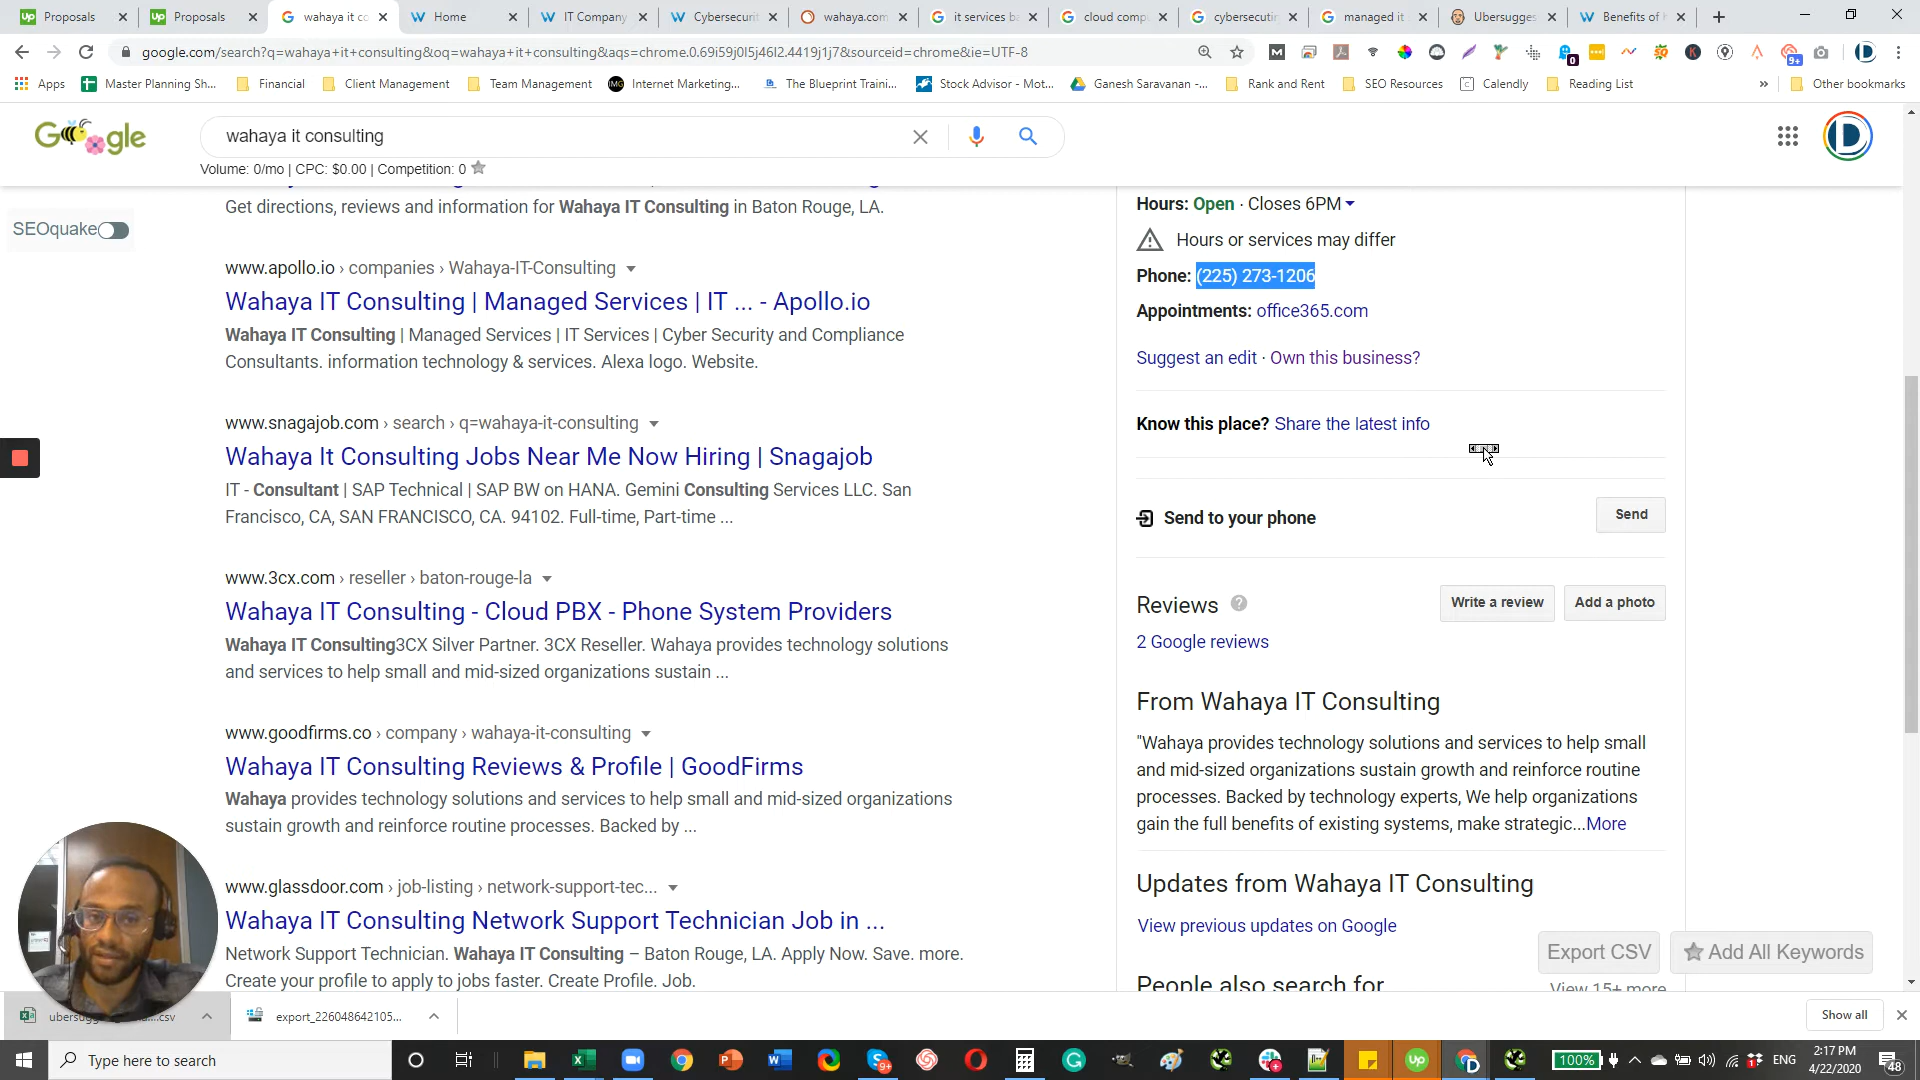 Proposals
Proposals
wahaya it co
Home
IT Company
Cybersecuri
wahaya.com
it services ba
cloud comp
cybersecuti
managed it
Ubersugges
Benefits of
google.com/search?q=wahaya+it+consulting&oq=wahaya+it+consulting&aqs=chrome.0.69i59j0l5j46l2.4419j1j7&sourceid=chrome&ie=UTF-8
Apps
Master Planning Sh...
Financial
Client Management
Team Management
Internet Marketing...
The Blueprint Traini...
Stock Advisor - Mot...
Ganesh Saravanan -...
Rank and Rent
SEO Resources
Calendly
Reading List
»
Other bookmarks
Google
wahaya it consulting
Volume: 0/mo | CPC: $0.00 | Competition: 0
SEOquake
Get directions, reviews and information for Wahaya IT Consulting in Baton Rouge, LA.
www.apollo.io › companies › Wahaya-IT-Consulting
Wahaya IT Consulting | Managed Services | IT ... - Apollo.io
Wahaya IT Consulting | Managed Services | IT Services | Cyber Security and Compliance
Consultants. information technology & services. Alexa logo. Website.
www.snagajob.com › search › q=wahaya-it-consulting
Wahaya It Consulting Jobs Near Me Now Hiring | Snagajob
IT - Consultant | SAP Technical | SAP BW on HANA. Gemini Consulting Services LLC. San
Francisco, CA, SAN FRANCISCO, CA. 94102. Full-time, Part-time ...
www.3cx.com › reseller › baton-rouge-la
Wahaya IT Consulting - Cloud PBX - Phone System Providers
Wahaya IT Consulting3CX Silver Partner. 3CX Reseller. Wahaya provides technology solutions
and services to help small and mid-sized organizations sustain ...
www.goodfirms.co › company › wahaya-it-consulting
Wahaya IT Consulting Reviews & Profile | GoodFirms
Wahaya provides technology solutions and services to help small and mid-sized organizations
sustain growth and reinforce routine processes. Backed by ...
www.glassdoor.com › job-listing › network-support-tec...
Wahaya IT Consulting Network Support Technician Job in ...
Network Support Technician. Wahaya IT Consulting – Baton Rouge, LA. Apply Now. Save. more.
Create your profile to apply to jobs faster. Create Profile. Job.
Hours: Open · Closes 6PM
Hours or services may differ
Phone: (225) 273-1206
Appointments: office365.com
Suggest an edit · Own this business?
Know this place? Share the latest info
Send to your phone
Send
Reviews
Write a review
Add a photo
2 Google reviews
From Wahaya IT Consulting
"Wahaya provides technology solutions and services to help small
and mid-sized organizations sustain growth and reinforce routine
processes. Backed by technology experts, We help organizations
gain the full benefits of existing systems, make strategic...More
Updates from Wahaya IT Consulting
View previous updates on Google
Export CSV
Add All Keywords
People also search for
View 15+ more
.csv
export_226048642105...
Show all
Type here to search
100%
ENG
2:17 PM
4/22/2020
48